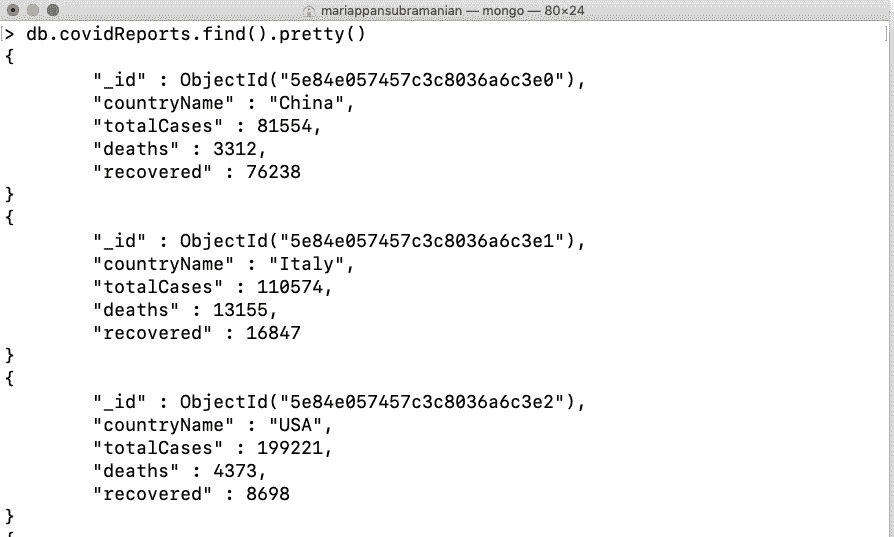 mariappansubramanian — mongo — 80×24
[> db.covidReports.find().pretty() ]
{
"_id" : ObjectId("5e84e057457c3c8036a6c3e0"),
"countryName" : "China",
"totalCases" : 81554,
"deaths" : 3312,
"recovered" : 76238
}
{
"_id" : ObjectId("5e84e057457c3c8036a6c3e1"),
"countryName" : "Italy",
"totalCases" : 110574,
"deaths" : 13155,
"recovered" : 16847
}
{
"_id" : ObjectId("5e84e057457c3c8036a6c3e2"),
"countryName" : "USA",
"totalCases" : 199221,
"deaths" : 4373,
"recovered" : 8698
}
{